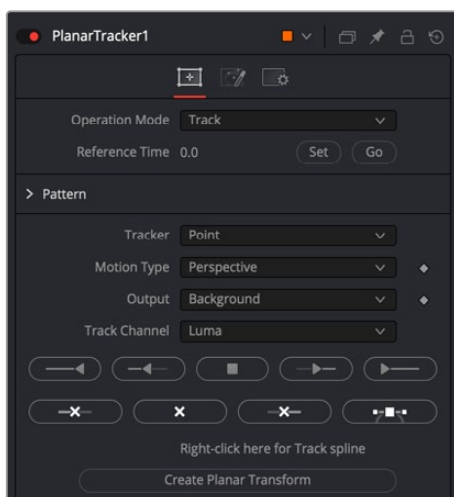 PlanarTracker1
Operation Mode Track
Reference Time 0.0 Set Go
Pattern
Tracker Point
Motion Type Perspective
Output Background
Track Channel Luma
Right-click here for Track spline
Create Planar Transform